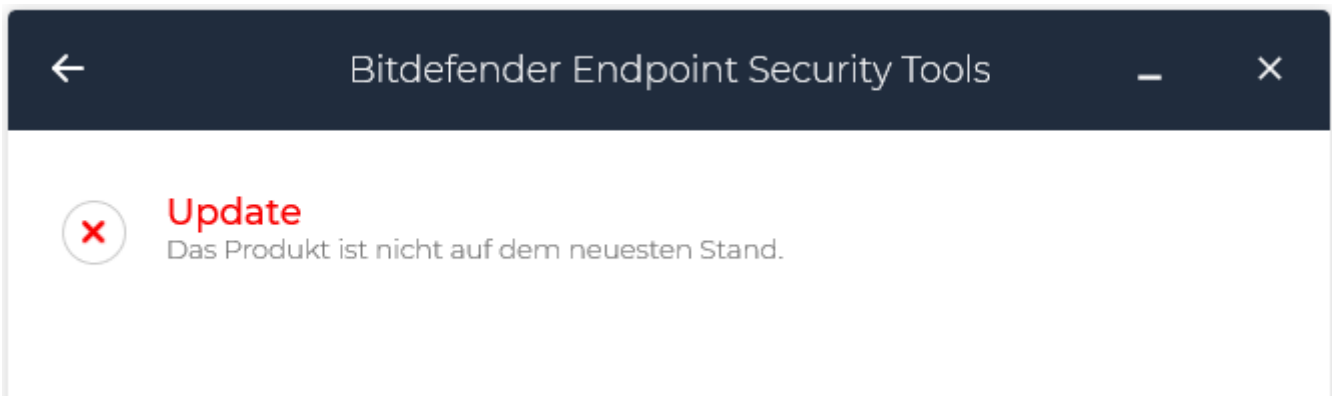 Bitdefender Endpoint Security Tools
Update
Das Produkt ist nicht auf dem neuesten Stand.